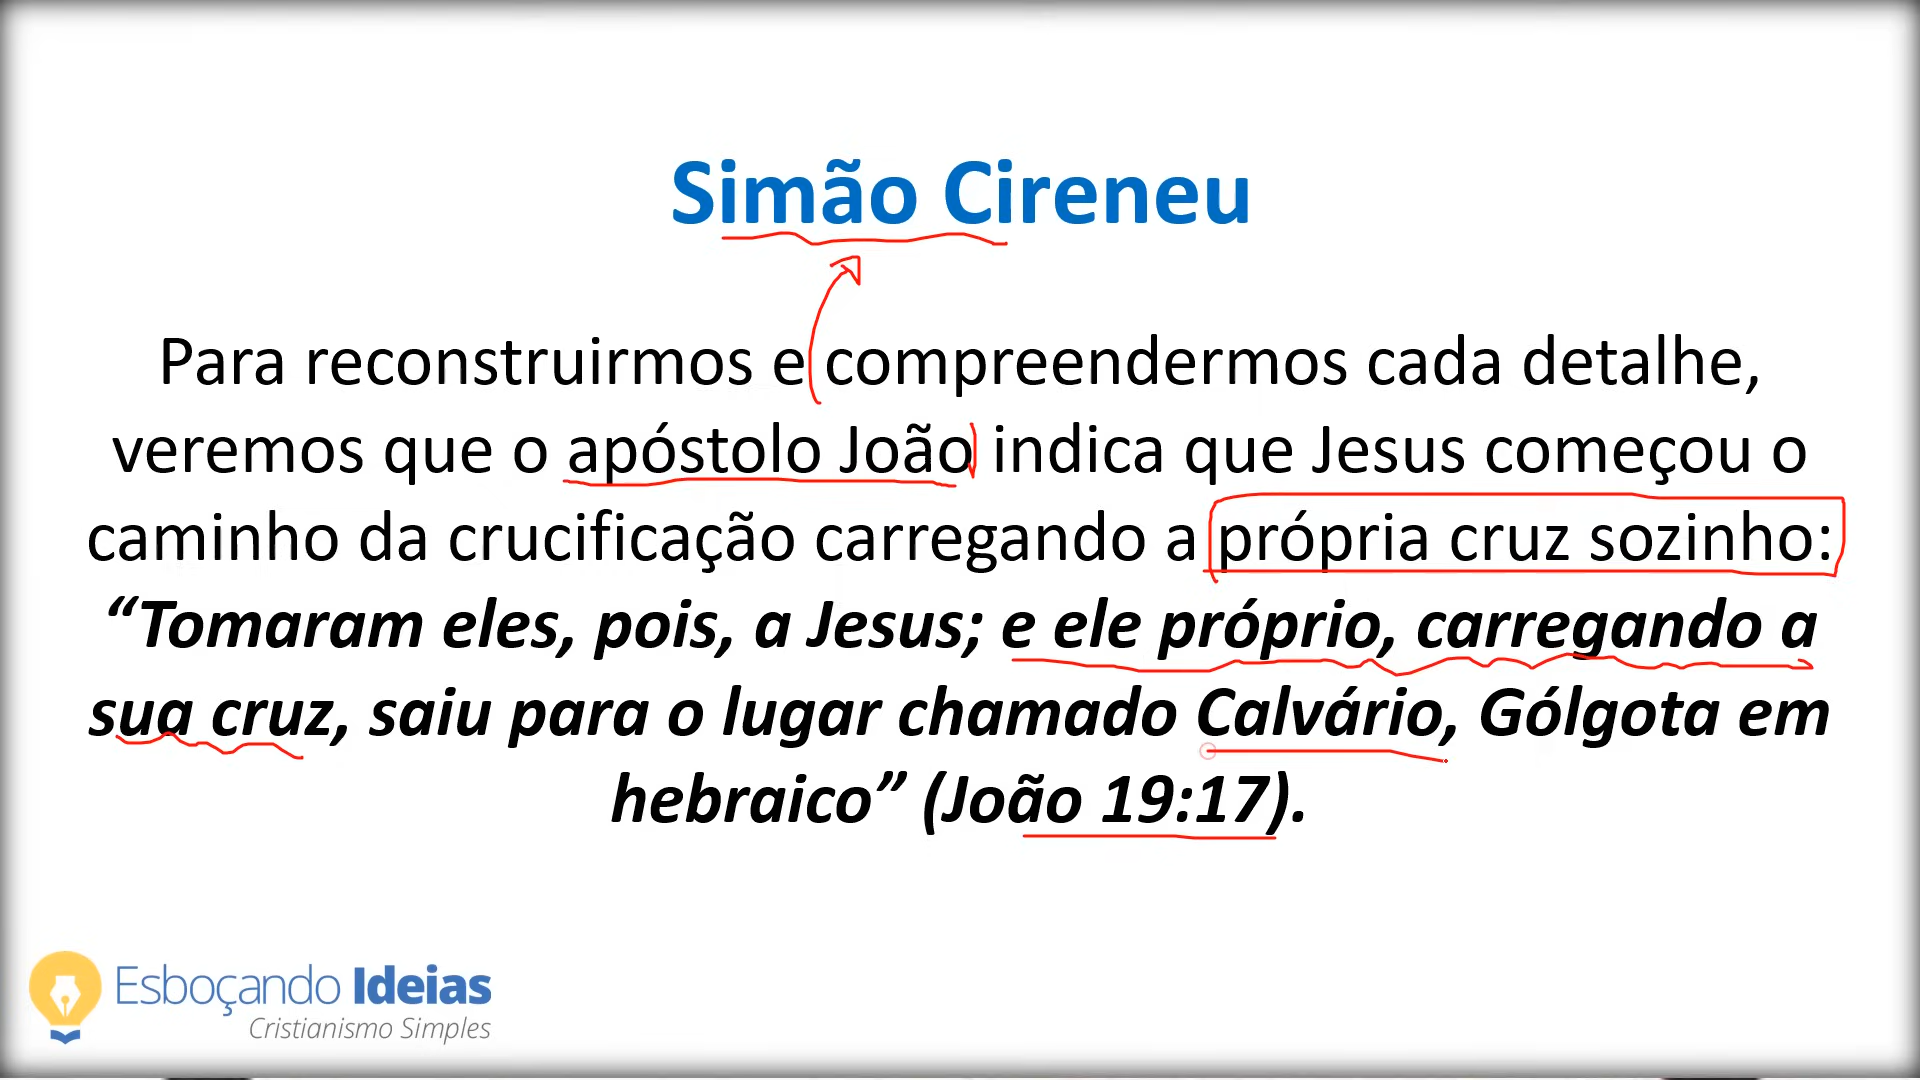 Simão Cireneu
Para reconstruirmos e compreendermos cada detalhe,
veremos que o apóstolo João indica que Jesus começou o
caminho da crucificação carregando a própria cruz sozinho:
“Tomaram eles, pois, a Jesus; e ele próprio, carregando a
sua cruz, saiu para o lugar chamado Calvário, Gólgota em
hebraico” (João 19:17).
Esboçando Ideias
Cristianismo Simples